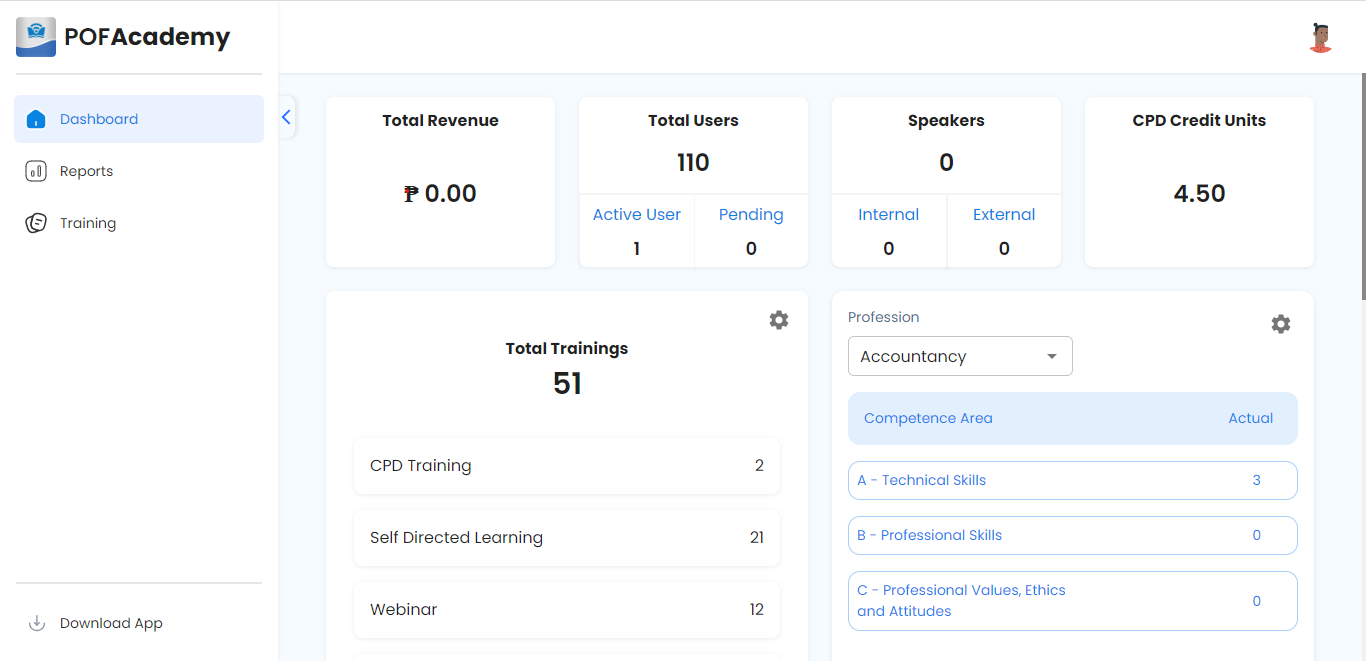 POFAcademy
Dashboard
Reports
Training
Download App
Total Revenue
₱ 0.00
Total Users
110
Active User
1
Pending
0
Speakers
0
Internal
0
External
0
CPD Credit Units
4.50
Total Trainings
51
CPD Training 2
Self Directed Learning 21
Webinar 12
Profession
Accountancy
Competence Area Actual
A - Technical Skills 3
B - Professional Skills 0
C - Professional Values, Ethics
and Attitudes 0